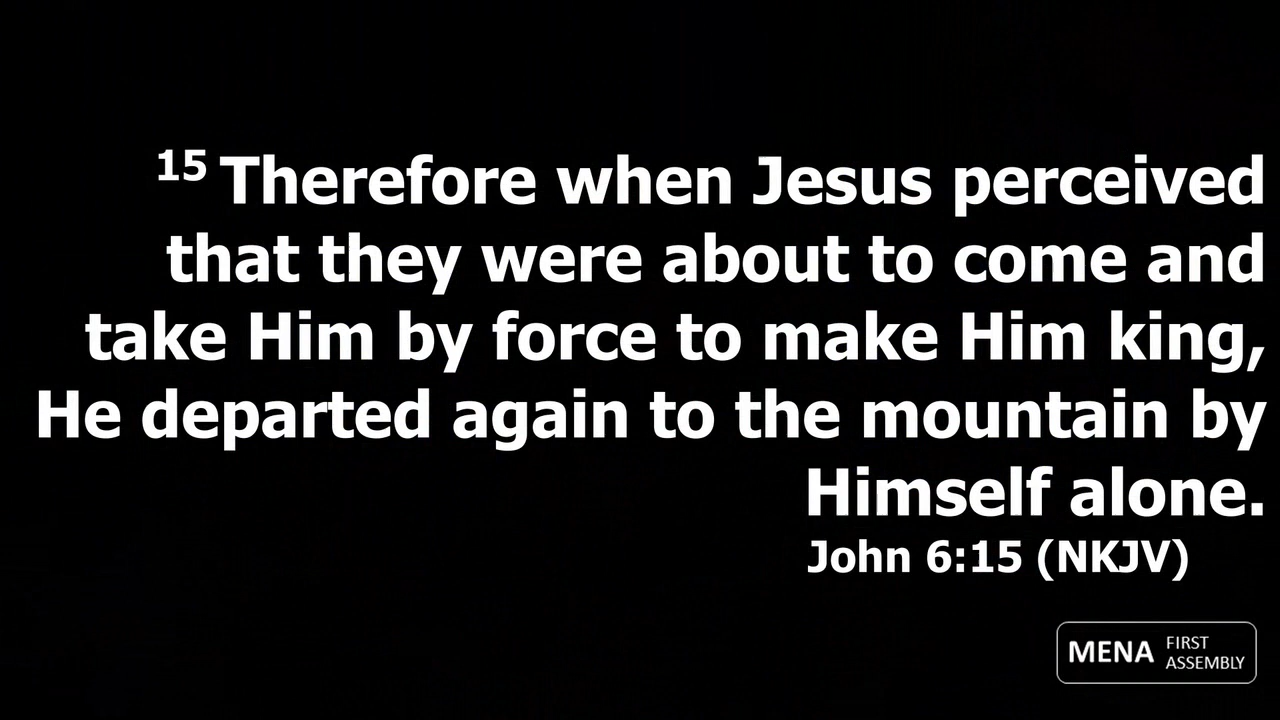 15 Therefore when Jesus perceived
that they were about to come and
take Him by force to make Him king,
He departed again to the mountain by
Himself alone.
John 6:15 (NKJV)
MENA FIRST
ASSEMBLY